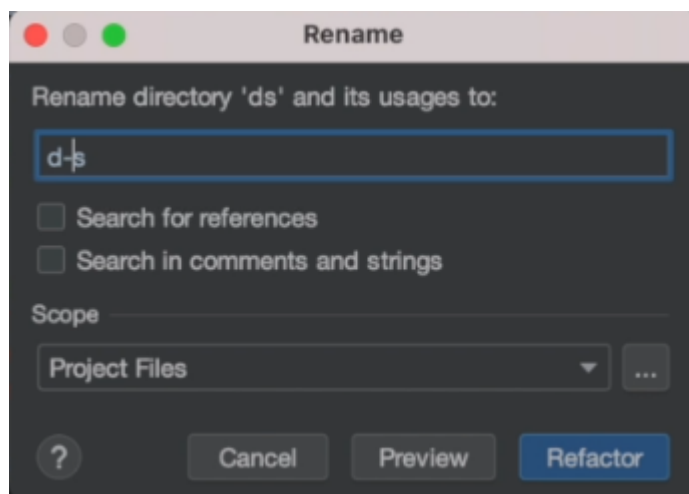 Rename
Rename directory 'ds' and its usages to:
d-s
Search for references
Search in comments and strings
Scope
Project Files
...
? Cancel Preview Refactor